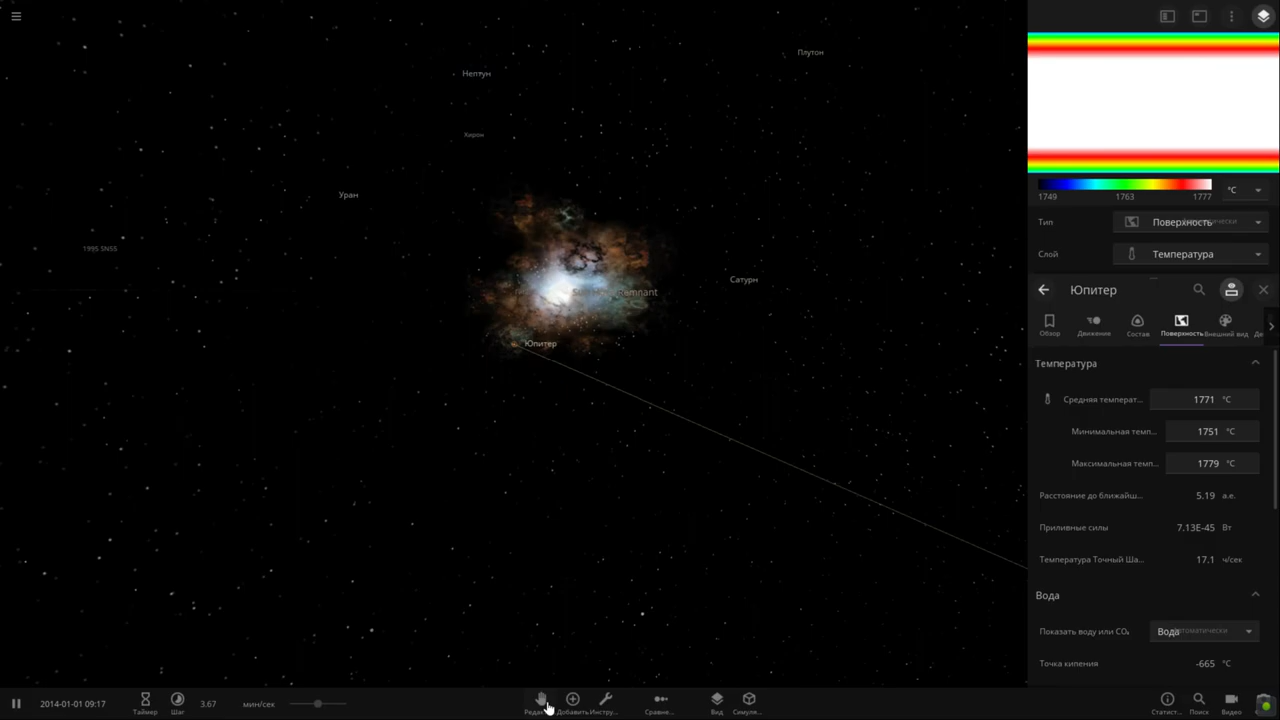 Плутон
Нептун
Хирон
Уран
1995 SN55
Сатурн
Remnant
Юпитер
1749 1763 1777
°C
Тип Поверхность
Слой Температура
Юпитер
Обзор Движение Состав Поверхность Внешний вид Де
Температура
Средняя температ... 1771 °C
Минимальная темп... 1751 °C
Максимальная темп... 1779 °C
Расстояние до ближайш... 5.19 а.е.
Приливные силы 7.13E-45 Вт
Температура Точный Ша... 17.1 ч/сек
Вода
Показать воду или CO₂ Вода
Точка кипения -665 °C
2014-01-01 09:17 Таймер Шаг 3.67 мин/сек Добавить Инстру... Сравне... Вид Симуля... Статист... Поиск Видео